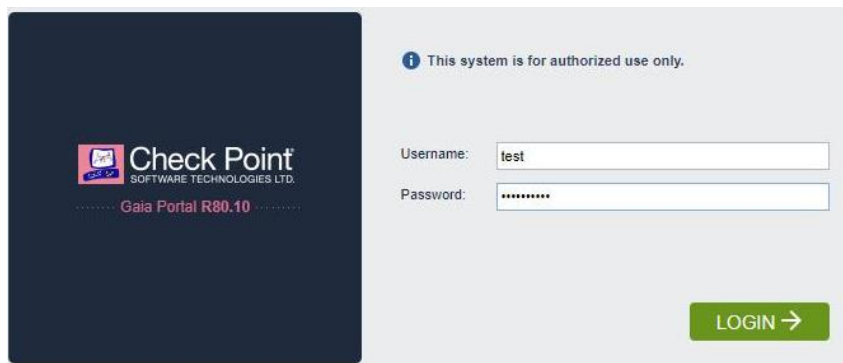 This system is for authorized use only.
Check Point
SOFTWARE TECHNOLOGIES LTD.
Gaia Portal R80.10
Username: test
Password: ••••••••••
LOGIN →